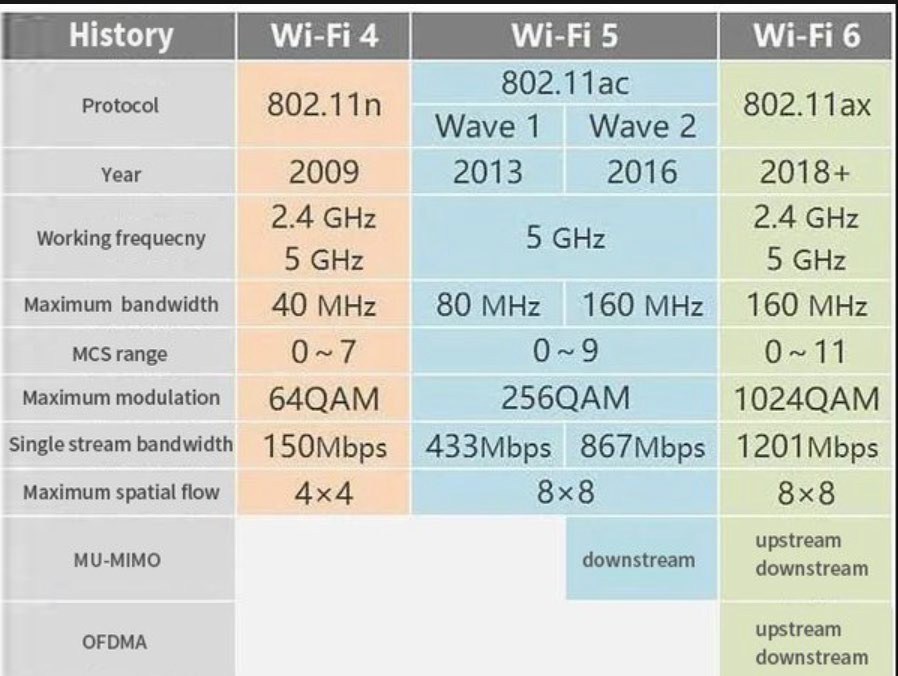 History Wi-Fi 4 Wi-Fi 5 Wi-Fi 6
Protocol 802.11n 802.11ac 802.11ax
Wave 1 Wave 2
Year 2009 2013 2016 2018+
Working frequecny 2.4 GHz 5 GHz 2.4 GHz
5 GHz 5 GHz
Maximum bandwidth 40 MHz 80 MHz 160 MHz 160 MHz
MCS range 0~7 0~9 0~11
Maximum modulation 64QAM 256QAM 1024QAM
Single stream bandwidth 150Mbps 433Mbps 867Mbps 1201Mbps
Maximum spatial flow 4×4 8×8 8×8
MU-MIMO downstream upstream
downstream
OFDMA upstream
downstream